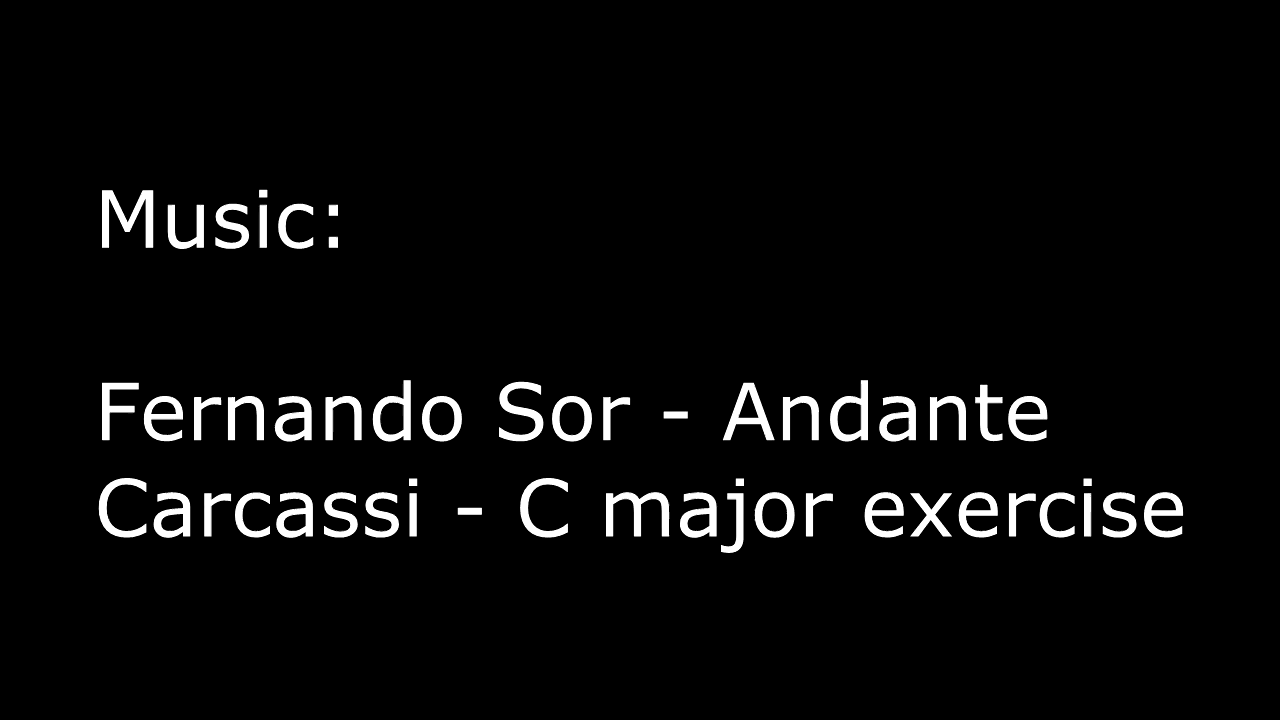 Music:
Fernando Sor - Andante
Carcassi - C major exercise